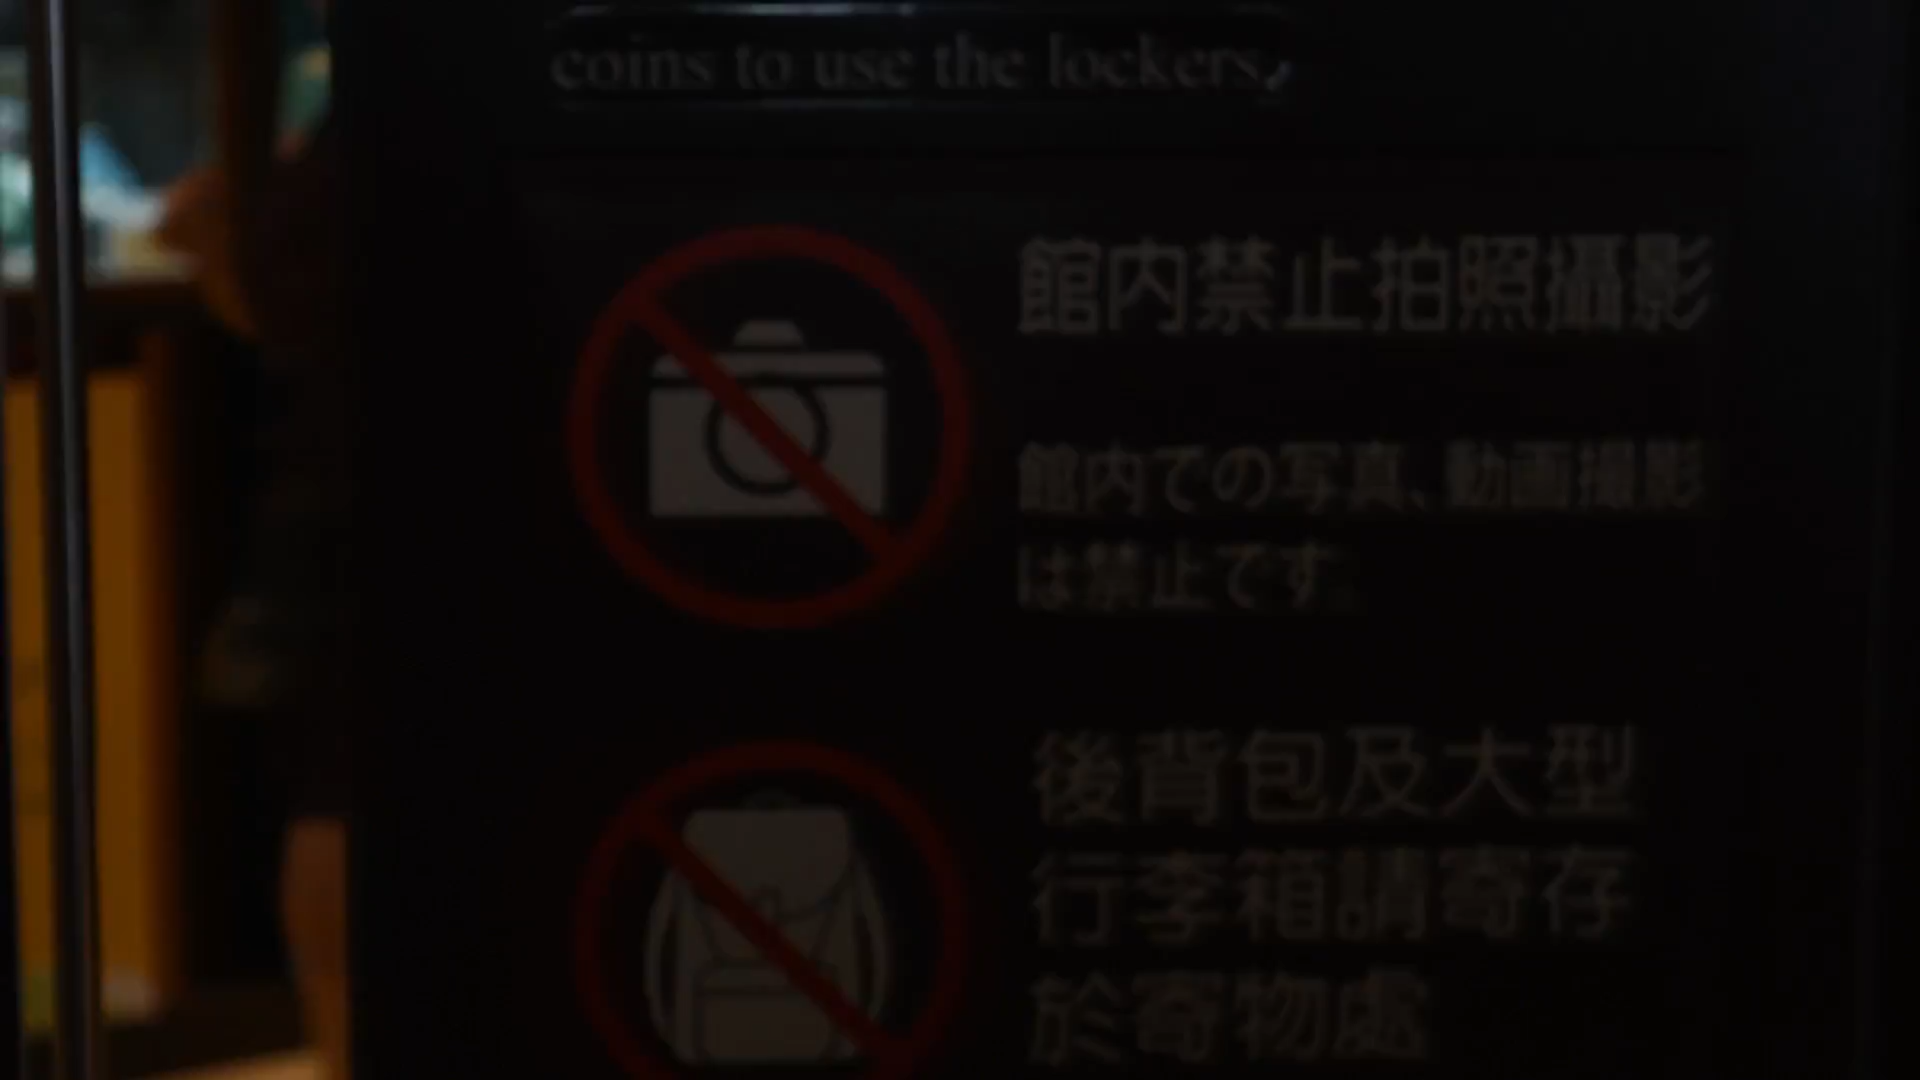 coins to use the lockers.
館內禁止拍照攝影
館内での写真、動画撮影
は禁止です。
後背包及大型
行李箱請寄存
於寄物處